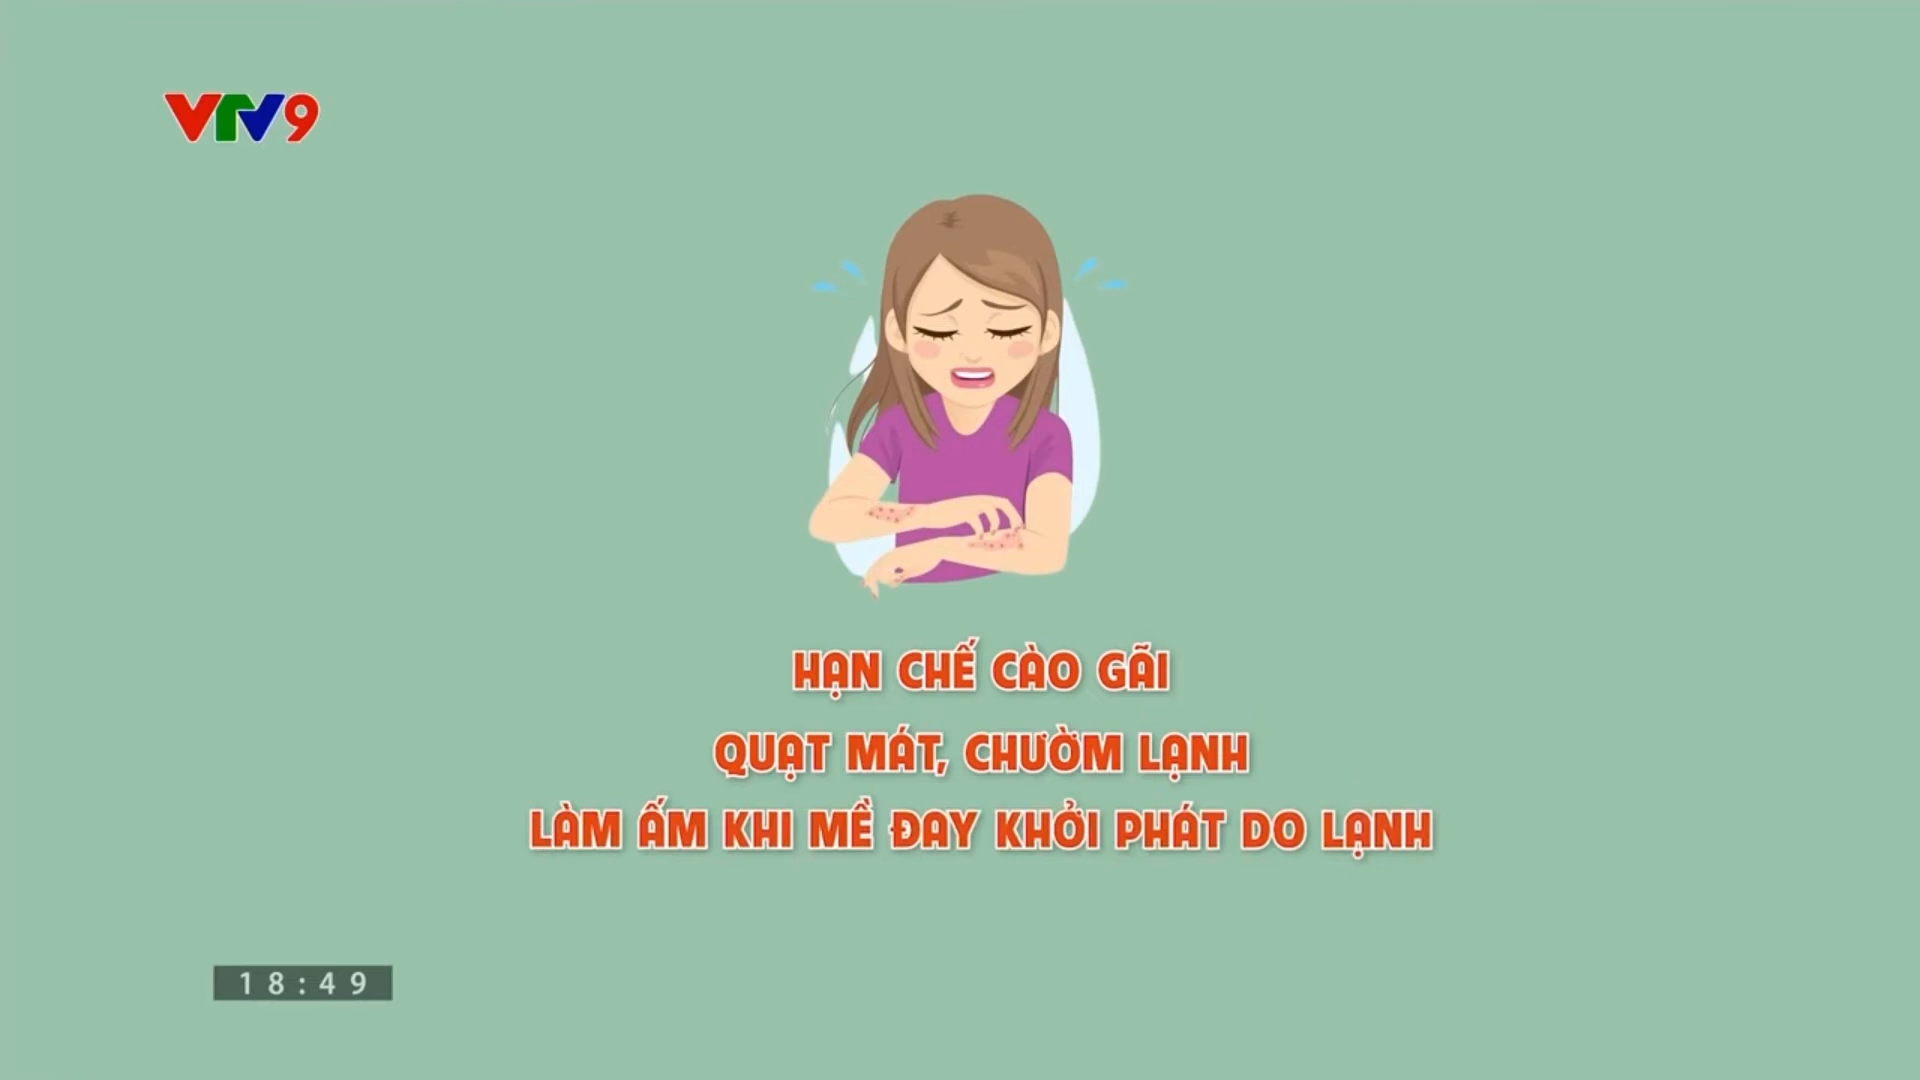 VTV9
HẠN CHẾ CÀO GÃI
QUẠT MÁT, CHƯỜM LẠNH
LÀM ẤM KHI MỀ ĐAY KHỞI PHÁT DO LẠNH
18:49